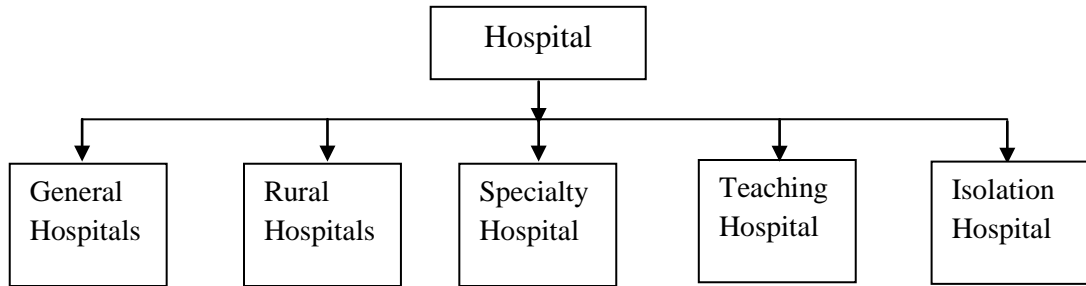 Hospital
General
Hospitals
Rural
Hospitals
Specialty
Hospital
Teaching
Hospital
Isolation
Hospital